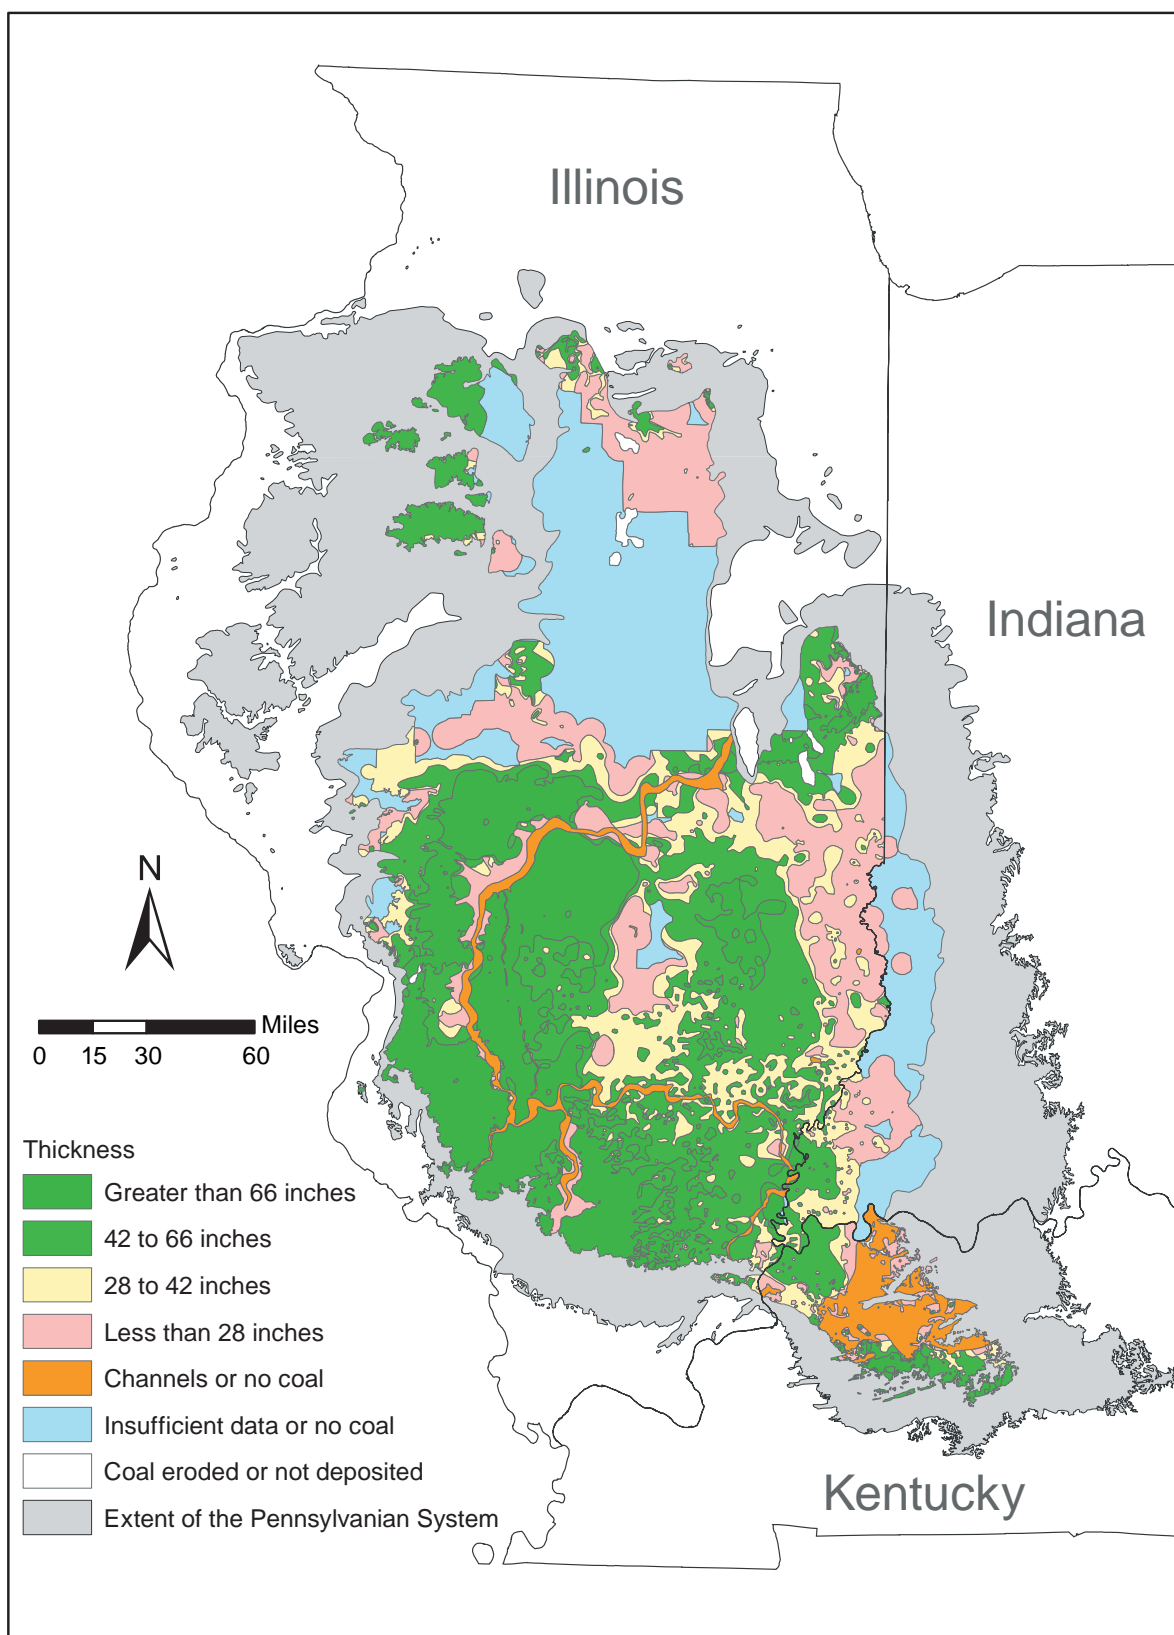 Illinois
Indiana
N
Miles
0 15 30 60
Thickness
Greater than 66 inches
42 to 66 inches
28 to 42 inches
Less than 28 inches
Channels or no coal
Insufficient data or no coal
Coal eroded or not deposited
Extent of the Pennsylvanian System
Kentucky